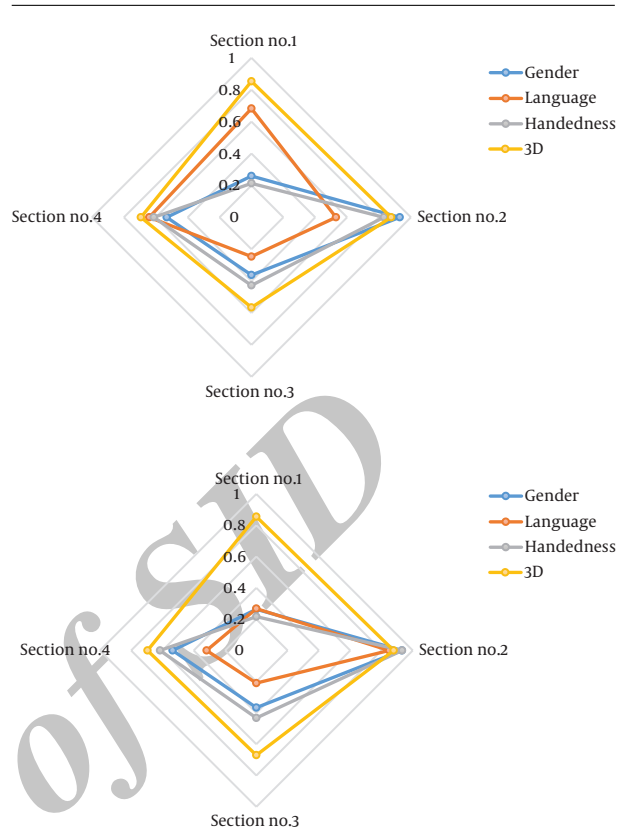 Section no.1
1
0.8
0.6
0.4
0.2
0
Section no.4
Section no.2
Section no.3
Gender
Language
Handedness
3D
Section no.1
1
0.8
0.6
0.4
0.2
0
Section no.4
Section no.2
Section no.3
Gender
Language
Handedness
3D
of SID